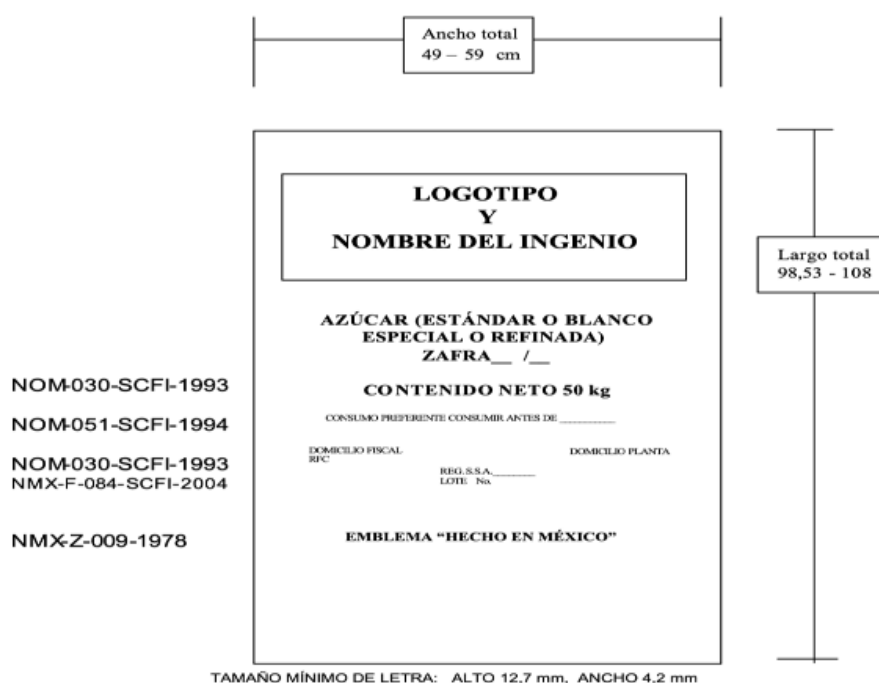 Ancho total
49 – 59 cm
LOGOTIPO
Y
NOMBRE DEL INGENIO
Largo total
98,53 - 108
AZÚCAR (ESTÁNDAR O BLANCO
ESPECIAL O REFINADA)
ZAFRA__ /__
NOM-030-SCFI-1993
CONTENIDO NETO 50 kg
NOM-051-SCFI-1994
CONSUMO PREFERENTE CONSUMIR ANTES DE __________
NOM-030-SCFI-1993
NMX-F-084-SCFI-2004
DOMICILIO FISCAL
RFC
DOMICILIO PLANTA
REG.S.S.A.________
LOTE No.
NMX-Z-009-1978
EMBLEMA “HECHO EN MÉXICO”
TAMAÑO MÍNIMO DE LETRA: ALTO 12,7 mm, ANCHO 4,2 mm